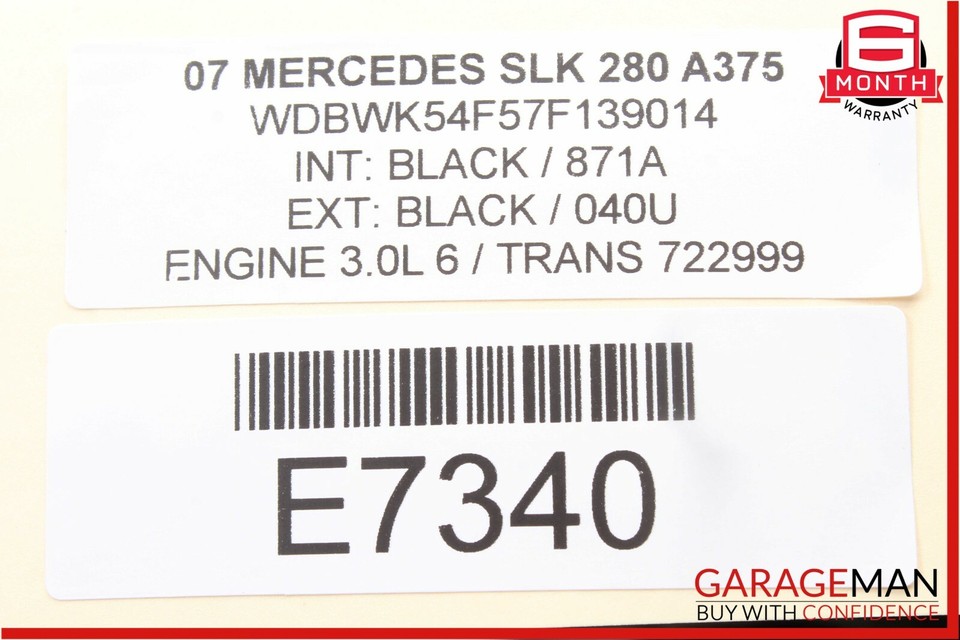 07 MERCEDES SLK 280 A375
WDBWK54F57F139014
INT: BLACK / 871A
EXT: BLACK / 040U
ENGINE 3.0L 6 / TRANS 722999
E7340
6
MONTH
WARRANTY
GARAGEMAN
BUY WITH CONFIDENCE